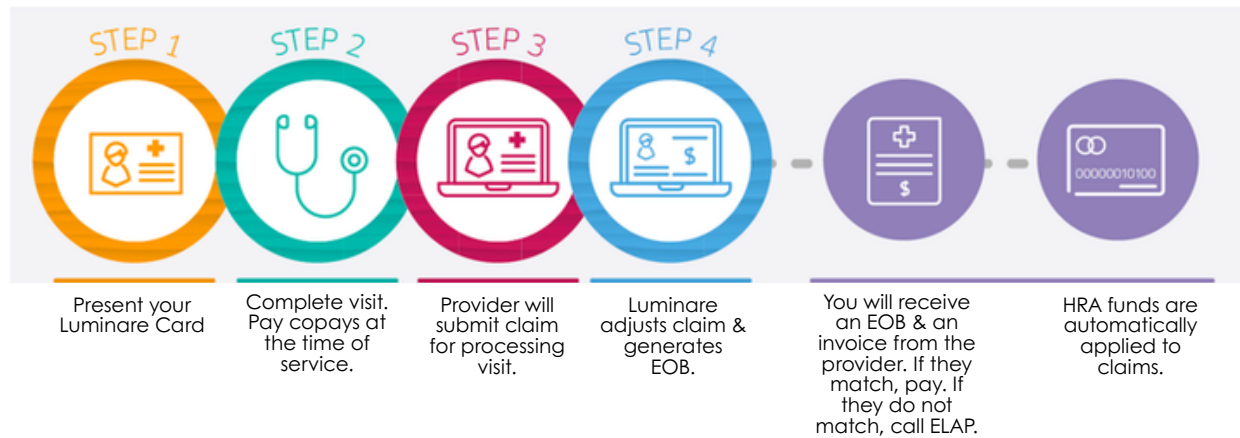 STEP 1
STEP 2
STEP 3
STEP 4
$
$
00000010100
Present your
Luminare Card
Complete visit.
Pay copays at
the time of
service.
Provider will
submit claim
for processing
visit.
Luminare
adjusts claim &
generates
EOB.
You will receive
an EOB & an
invoice from the
provider. If they
match, pay. If
they do not
match, call ELAP.
HRA funds are
automatically
applied to
claims.